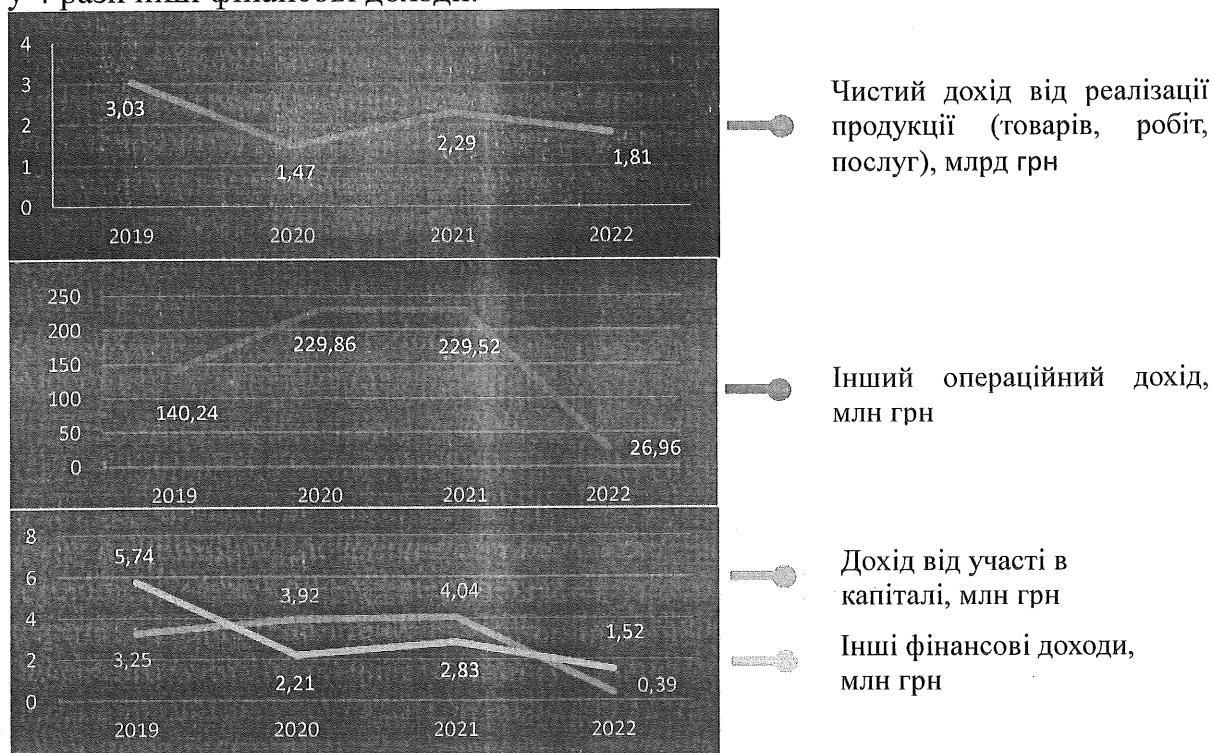 4
3
2
1
0
3,03
1,47
2,29
1,81
2019 2020 2021 2022
Чистий дохід від реалізації
продукції (товарів, робіт,
послуг), млрд грн
250
200
150
100
50
0
140,24
229,86
229,52
26,96
2019 2020 2021 2022
Інший операційний дохід,
млн грн
8
6
4
2
0
5,74
3,92
4,04
1,52
3,25
2,21
2,83
0,39
2019 2020 2021 2022
Дохід від участі в
капіталі, млн грн
Інші фінансові доходи,
млн грн